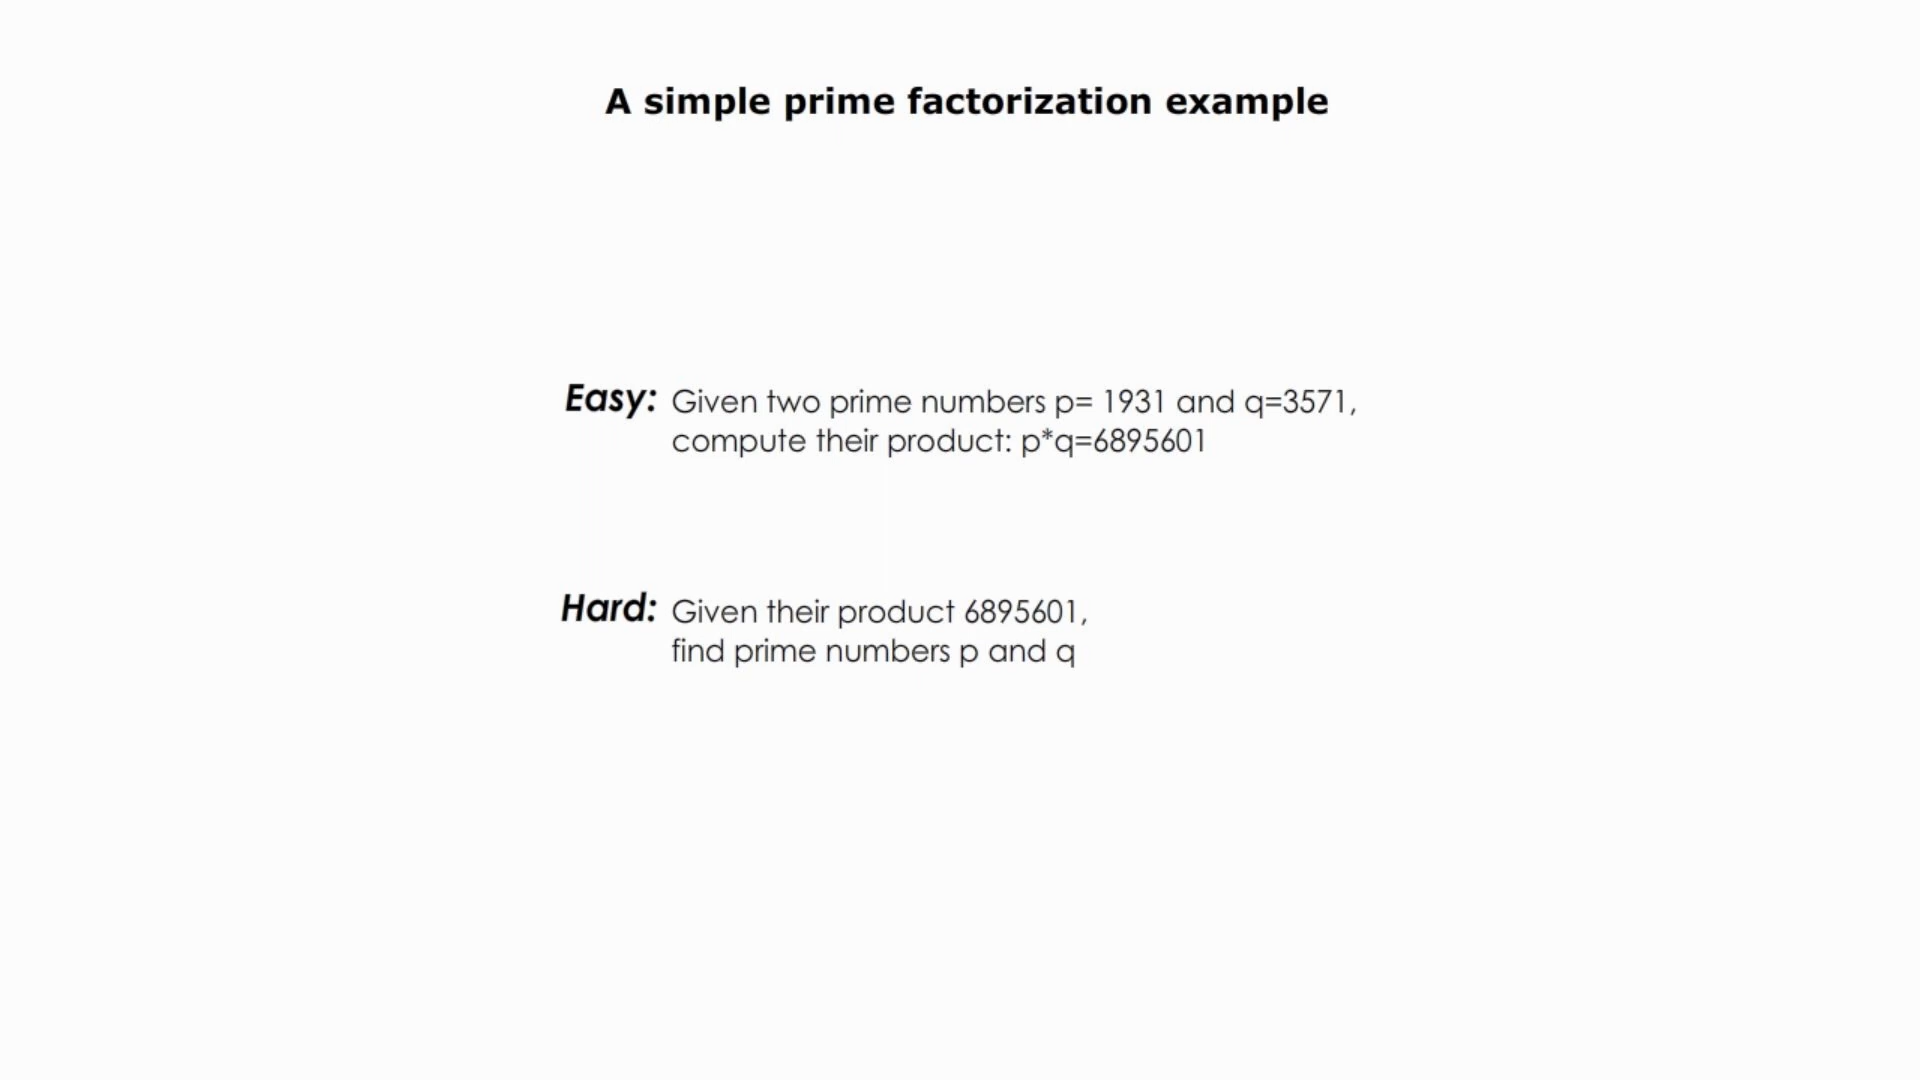 A simple prime factorization example
Easy: Given two prime numbers p= 1931 and q=3571,
compute their product: p*q=6895601
Hard: Given their product 6895601,
find prime numbers p and q